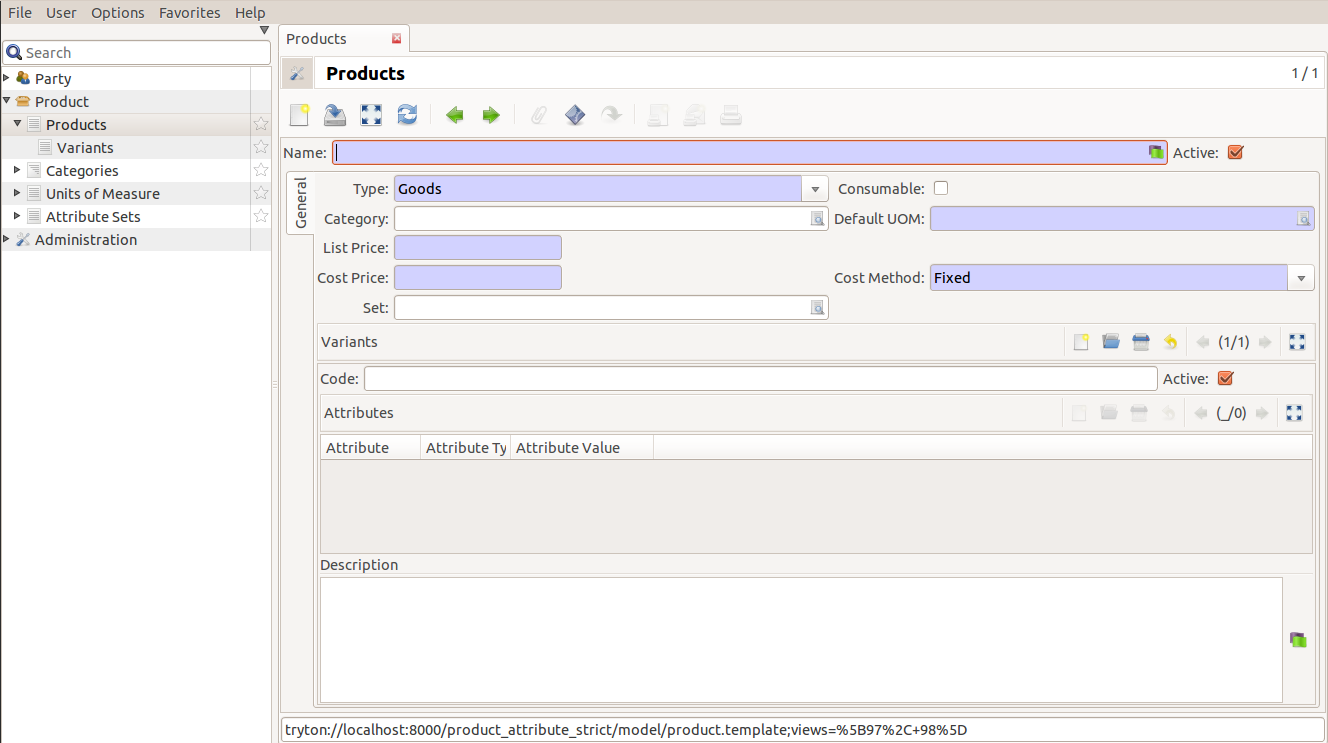 File User Options Favorites Help
Search
Party
Product
Products
Variants
Categories
Units of Measure
Attribute Sets
Administration
Products
Products 1 / 1
Name: Active:
General
Type: Goods Consumable:
Category: Default UOM:
List Price:
Cost Price: Cost Method: Fixed
Set:
Variants (1/1)
Code: Active:
Attributes (_/0)
Attribute Attribute Ty Attribute Value
Description
tryton://localhost:8000/product_attribute_strict/model/product.template;views=%5B97%2C+98%5D